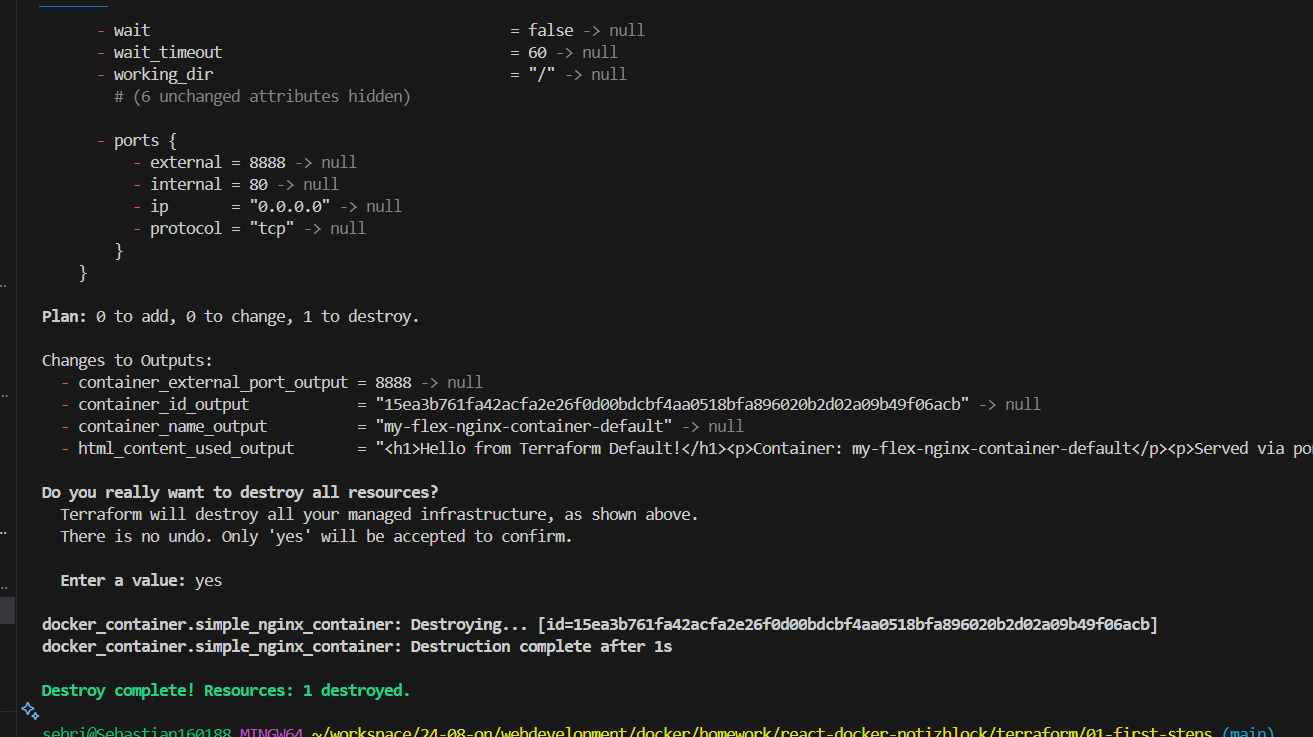 - wait = false -> null
- wait_timeout = 60 -> null
- working_dir = "/" -> null
# (6 unchanged attributes hidden)
- ports {
- external = 8888 -> null
- internal = 80 -> null
- ip = "0.0.0.0" -> null
- protocol = "tcp" -> null
}
}
Plan: 0 to add, 0 to change, 1 to destroy.
Changes to Outputs:
- container_external_port_output = 8888 -> null
- container_id_output = "15ea3b761fa42acfa2e26f0d00bdcbf4aa0518bfa896020b2d02a09b49f06acb" -> null
- container_name_output = "my-flex-nginx-container-default" -> null
- html_content_used_output = "<h1>Hello from Terraform Default!</h1><p>Container: my-flex-nginx-container-default</p><p>Served via po
Do you really want to destroy all resources?
Terraform will destroy all your managed infrastructure, as shown above.
There is no undo. Only 'yes' will be accepted to confirm.
Enter a value: yes
docker_container.simple_nginx_container: Destroying... [id=15ea3b761fa42acfa2e26f0d00bdcbf4aa0518bfa896020b2d02a09b49f06acb]
docker_container.simple_nginx_container: Destruction complete after 1s
Destroy complete! Resources: 1 destroyed.
sehri@Sebastian160188 MINGW64 ~/workspace/24-08-on/webdevelopment/docker/homework/react-docker-notizblock/terraform/01-first-steps (main)